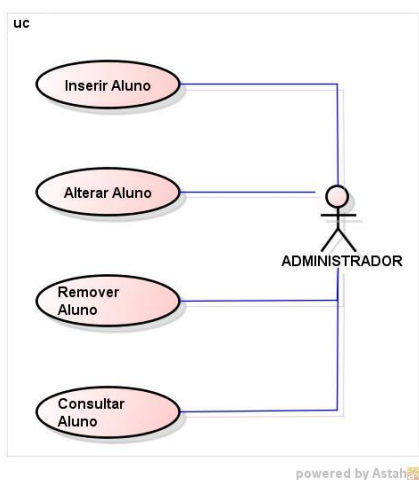 uc
Inserir Aluno
Alterar Aluno
ADMINISTRADOR
Remover
Aluno
Consultar
Aluno
powered by Astah